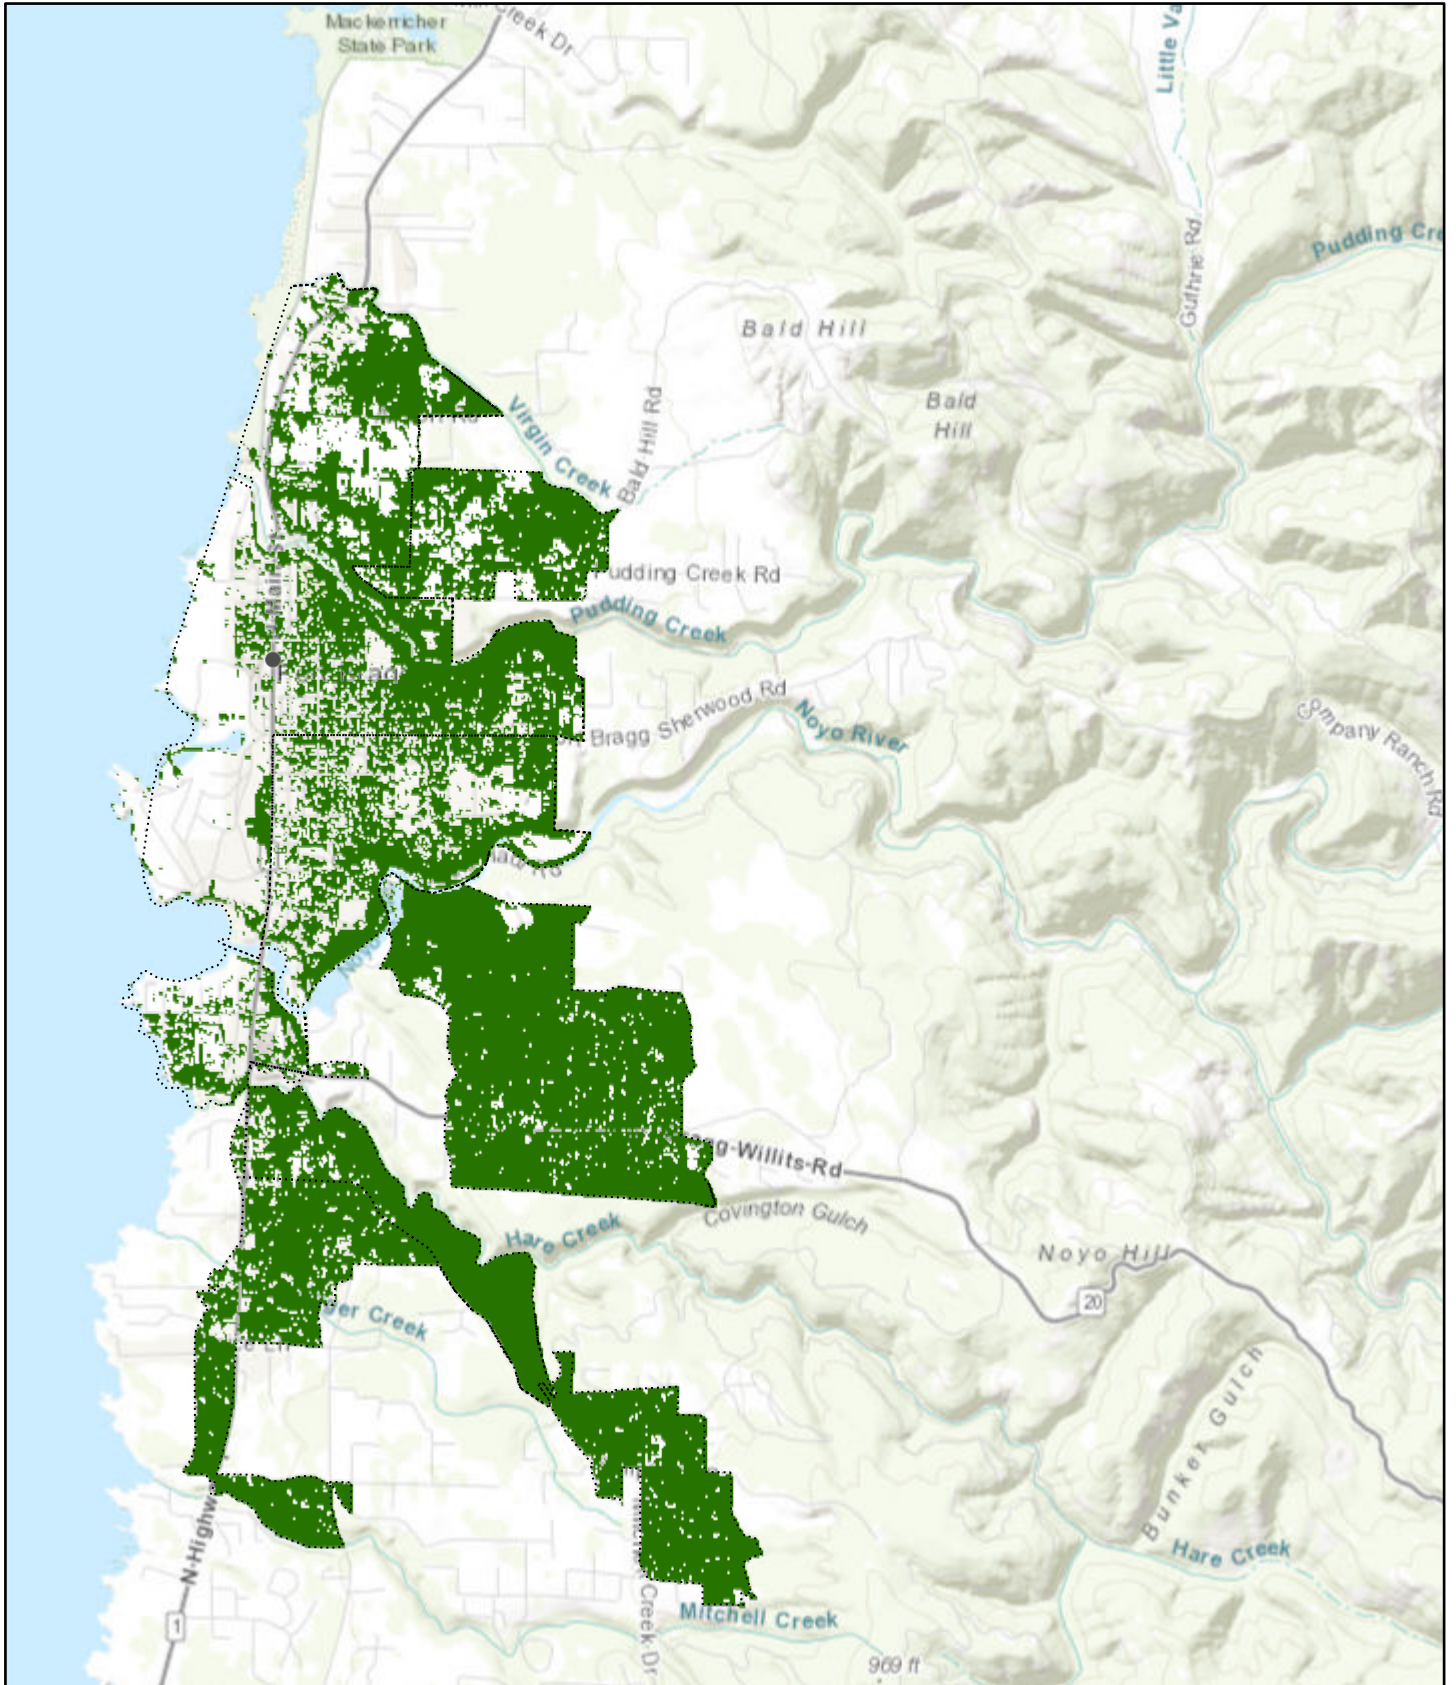 Mackerricher
State Park
Creek Dr
Little Va
Guthrie Rd
Pudding Cre
Bald Hill
Bald
Hill
Bald Hill Rd
Virgin Creek
Pudding Creek Rd
Pudding Creek
Bragg Sherwood Rd
Noyo River
Company Ranch Rd
agg-Willits-Rd
Covington Gulch
Hare Creek
Noyo Hill
20
ger Creek
Bunker Gulch
N-Highw
Hare Creek
1
Creek Dr
Mitchell Creek
969 ft